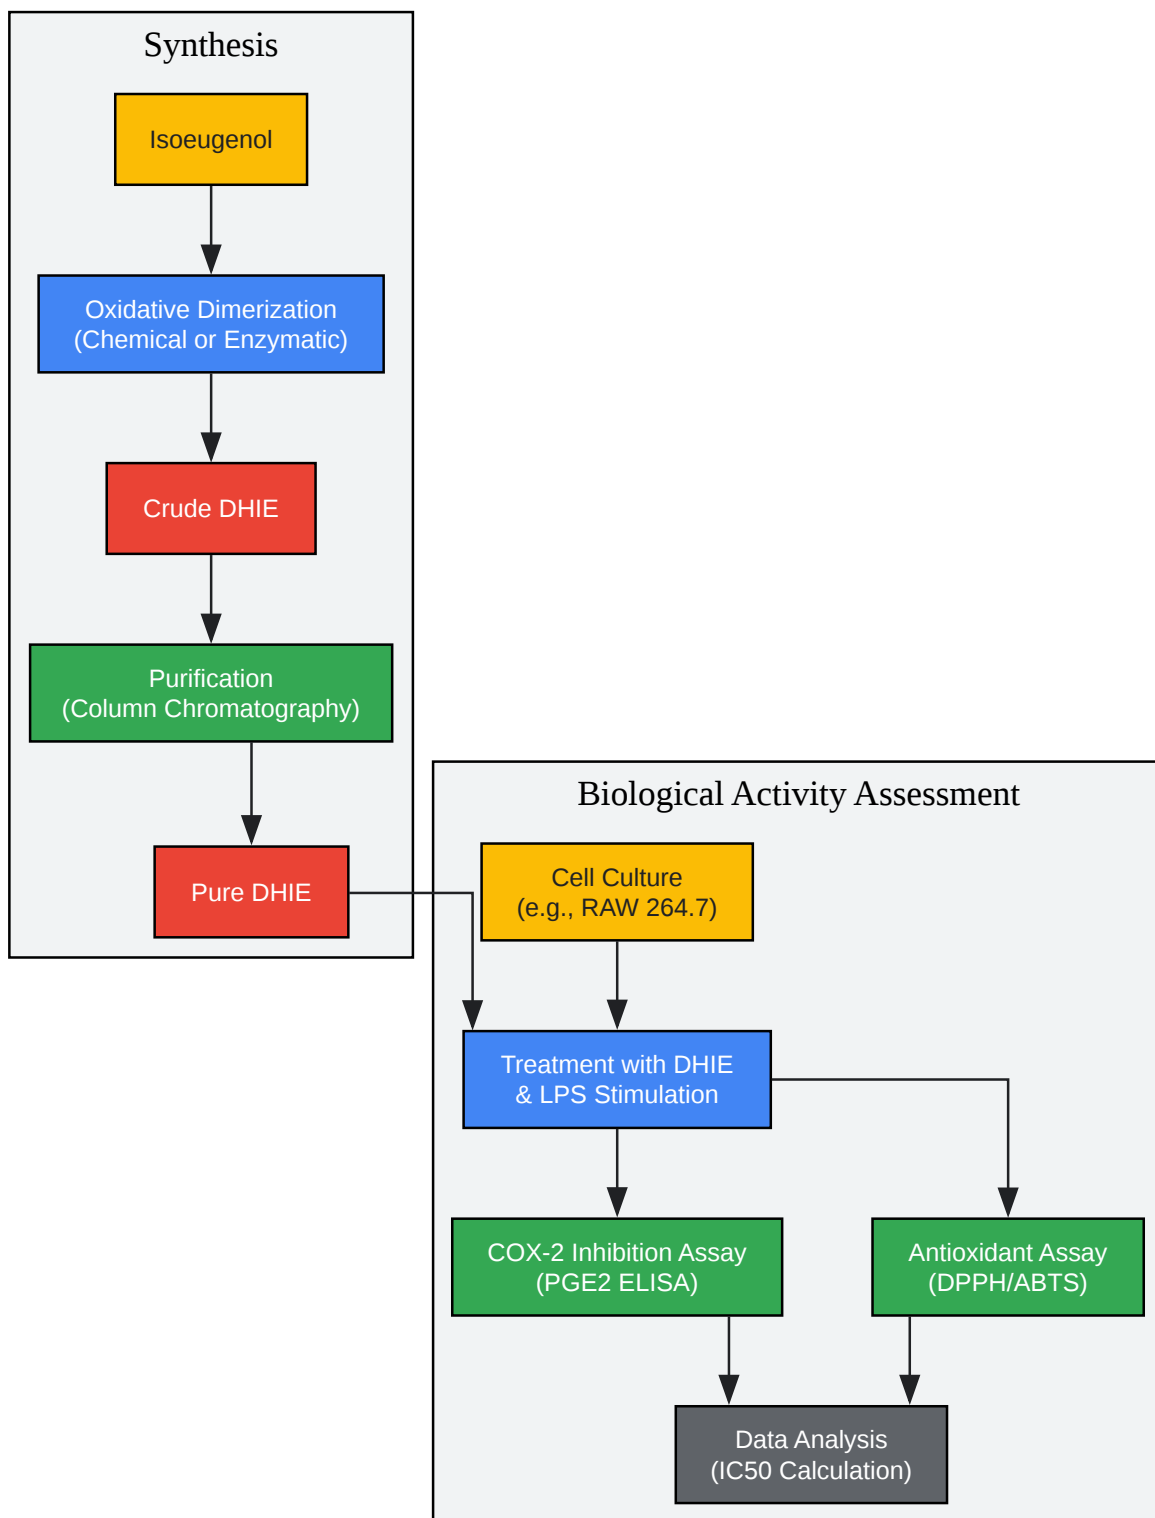 Synthesis
Isoeugenol
Oxidative Dimerization
(Chemical or Enzymatic)
Crude DHIE
Purification
(Column Chromatography)
Pure DHIE
Biological Activity Assessment
Cell Culture
(e.g., RAW 264.7)
Treatment with DHIE
& LPS Stimulation
COX-2 Inhibition Assay
(PGE2 ELISA)
Antioxidant Assay
(DPPH/ABTS)
Data Analysis
(IC50 Calculation)